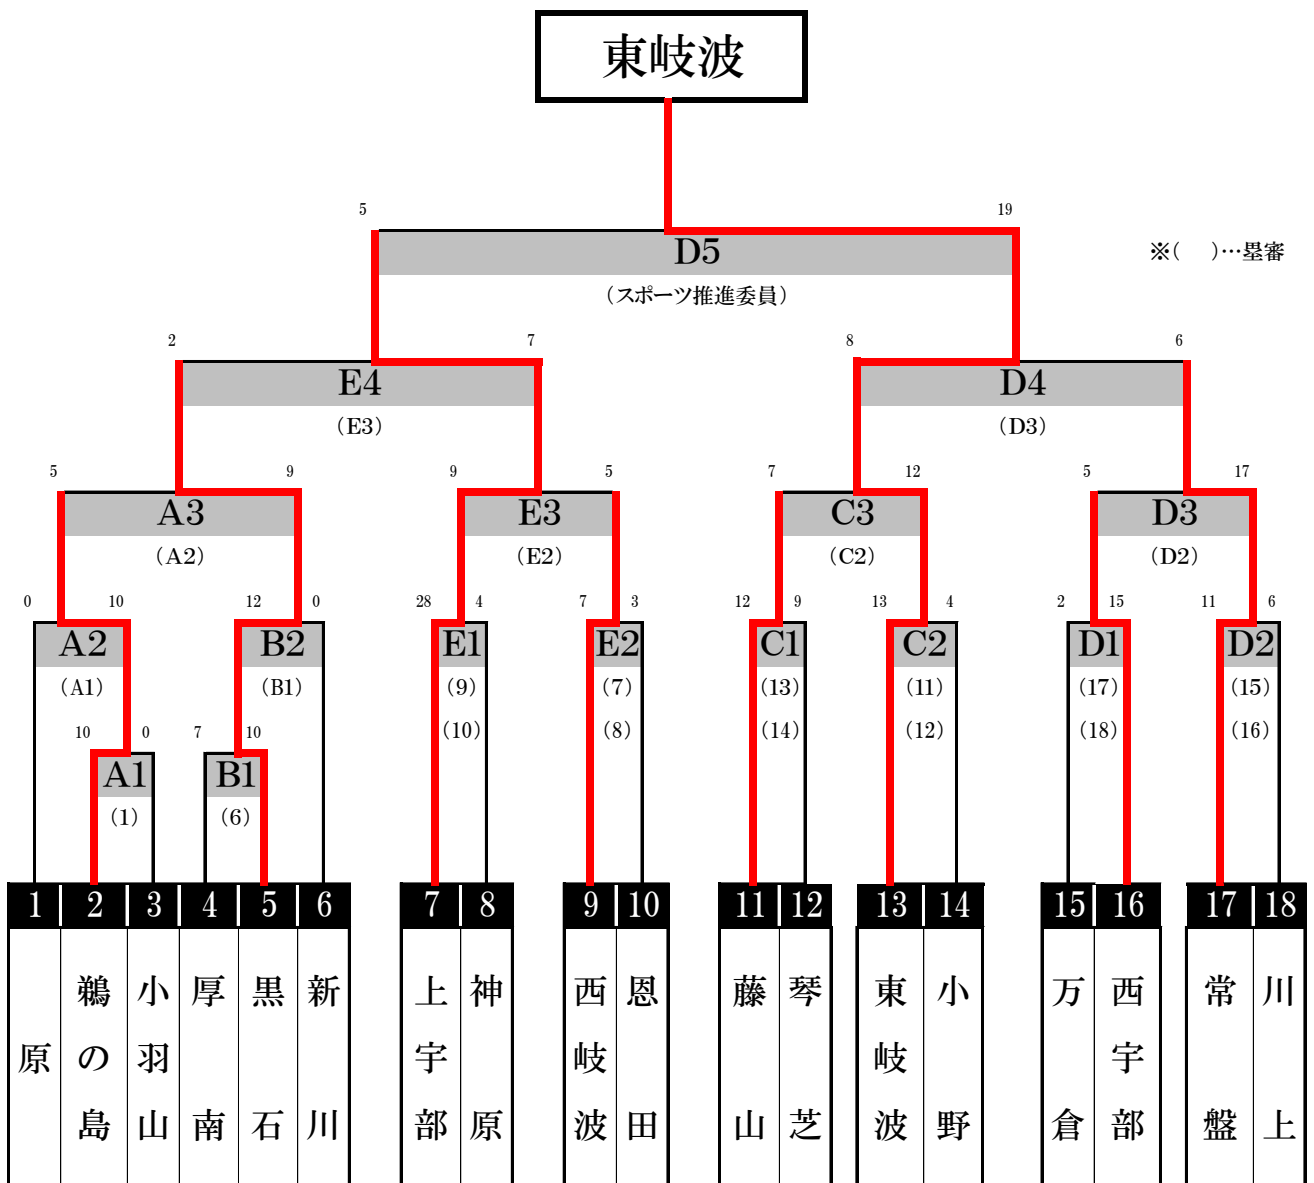 東岐波
5 19
D5
※( )…塁審
(スポーツ推進委員)
2 7 8 6
E4 D4
(E3) (D3)
5 9 9 5 7 12 5 17
A3 E3 C3 D3
(A2) (E2) (C2) (D2)
0 10 12 0 28 4 7 3 12 9 13 4 2 15 11 6
A2 B2 E1 E2 C1 C2 D1 D2
(A1) (B1) (9) (7) (13) (11) (17) (15)
(10) (8) (14) (12) (18) (16)
10 0 7 10
A1 B1
(1) (6)
1 2 3 4 5 6 7 8 9 10 11 12 13 14 15 16 17 18
原
鵜の島
小羽山
厚南
黒石
新川
上宇部
神原
西岐波
恩田
藤山
琴芝
東岐波
小野
万倉
西宇部
常盤
川上